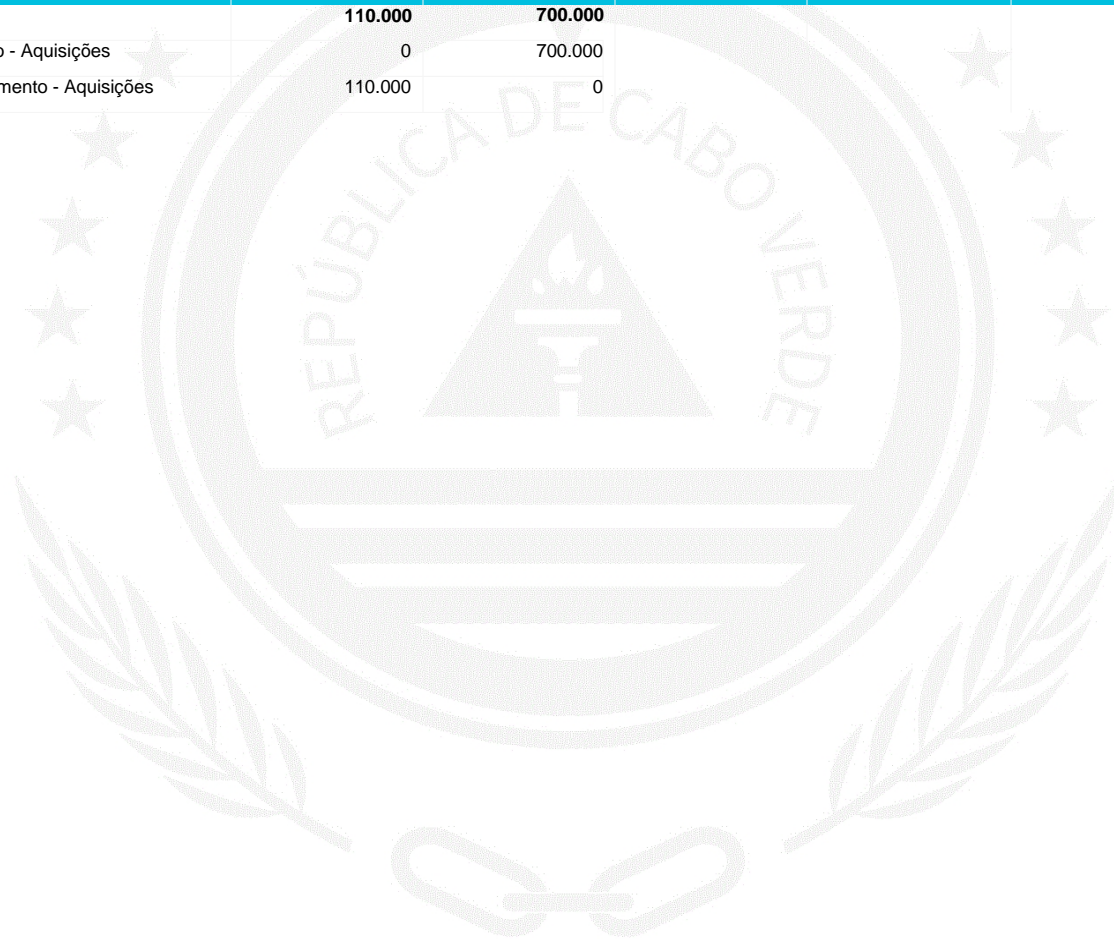 110.000 700.000
o - Aquisições 0 700.000
mento - Aquisições 110.000 0
REPÚBLICA DE CABO VERDE